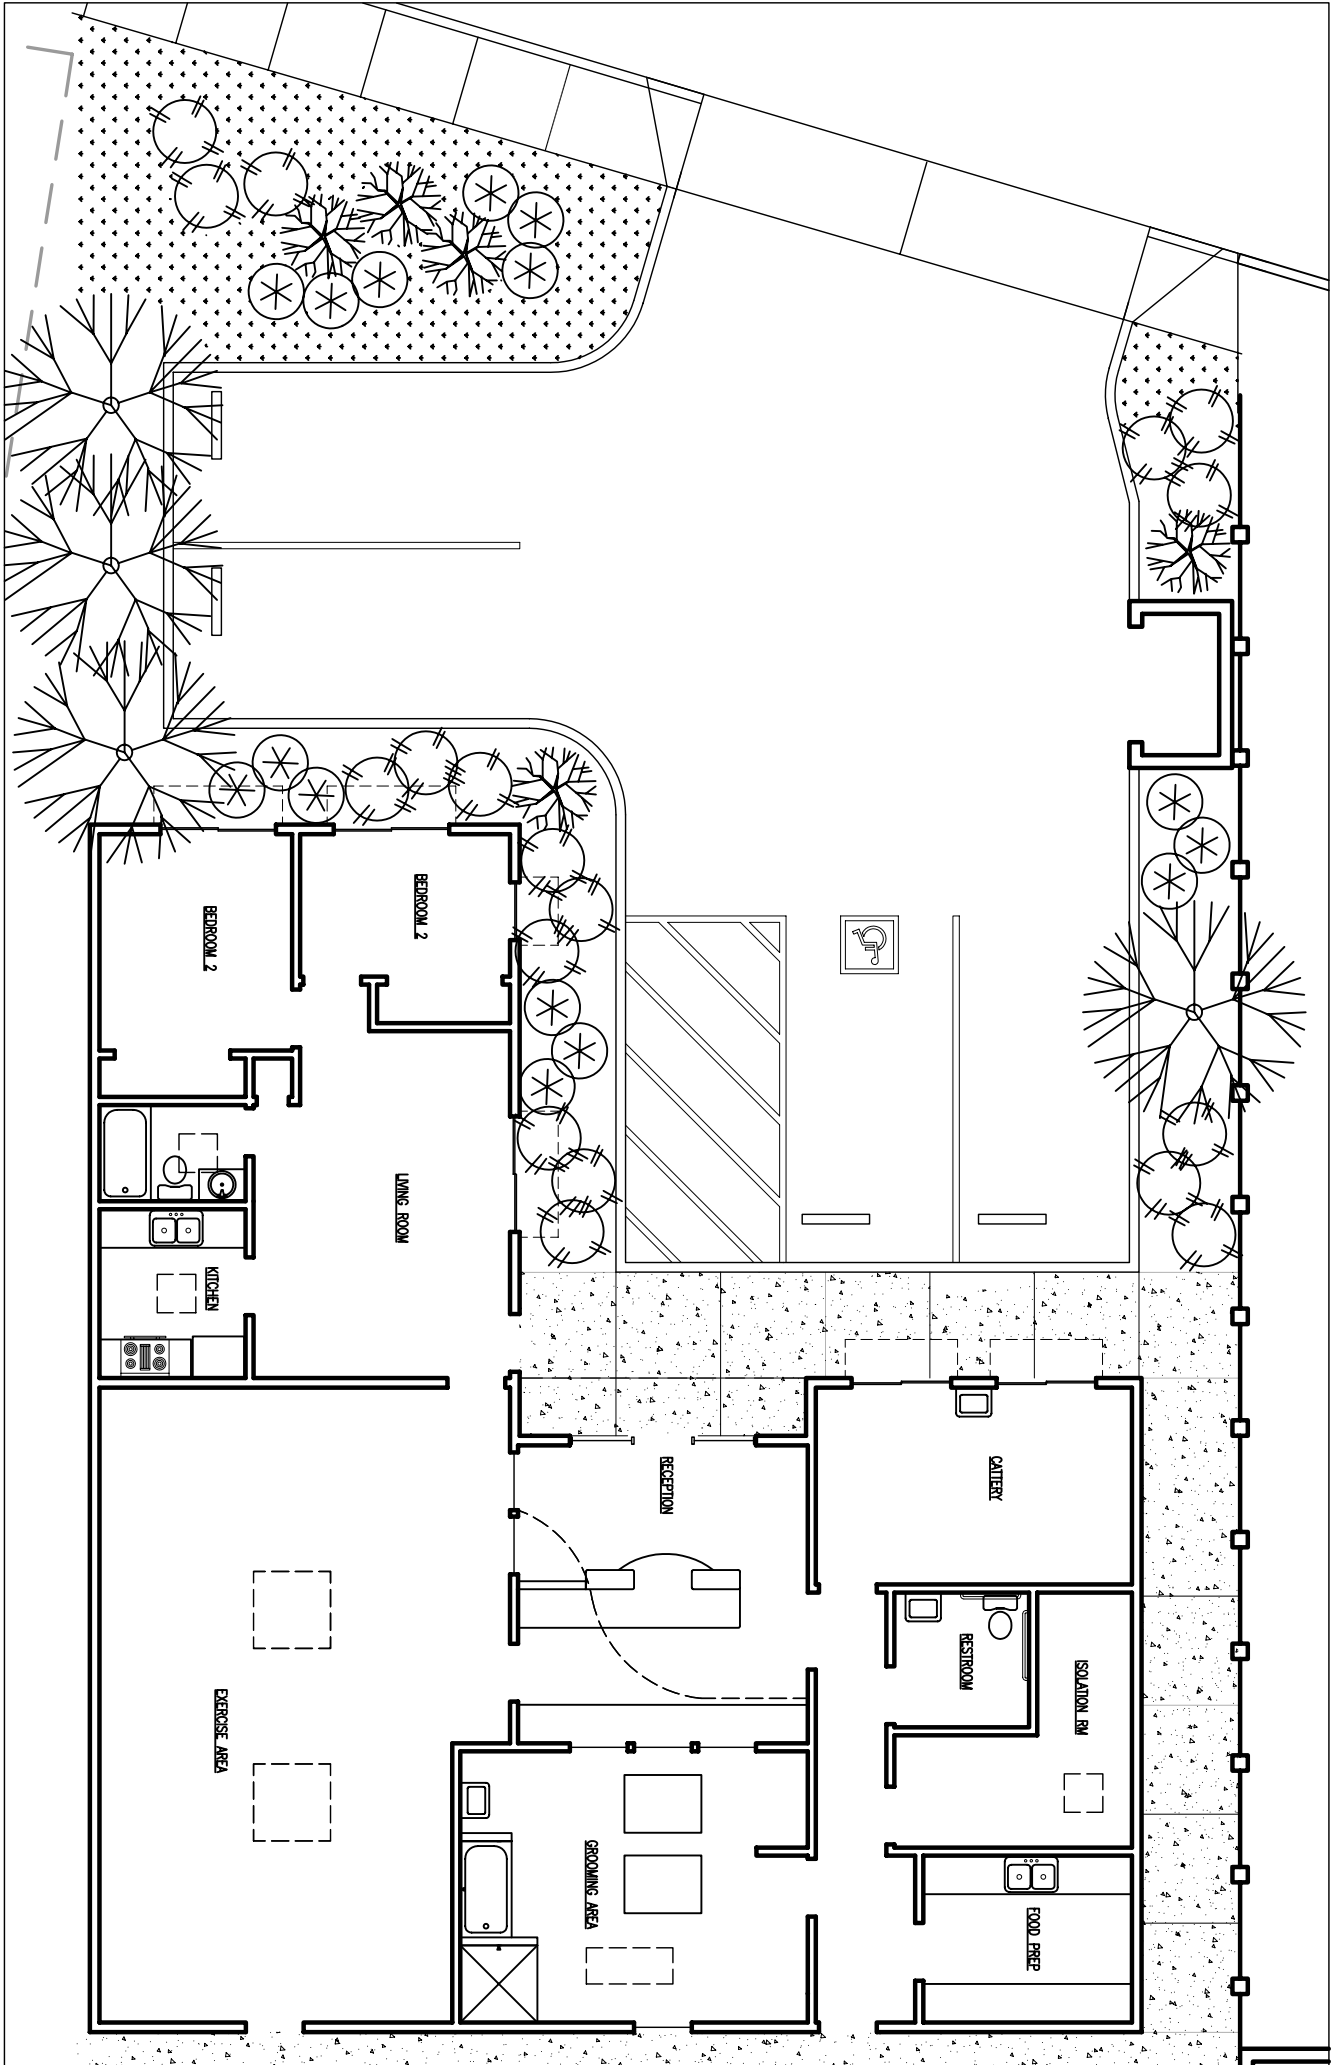 BEDROOM 2
BEDROOM 2
LIVING ROOM
KITCHEN
RECEPTION
CATTERY
RESTROOM
ISOLATION RM
EXERCISE AREA
GROOMING AREA
FOOD PREP